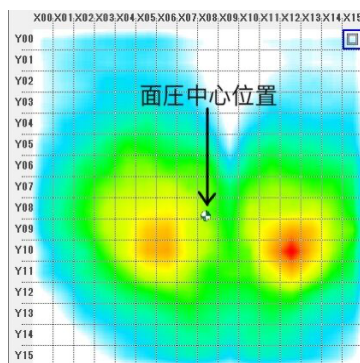 X00 X01 X02 X03 X04 X05 X06 X07 X08 X09 X10 X11 X12 X13 X14 X15
Y00
Y01
Y02
Y03
面圧中心位置
Y04
Y05
Y06
Y07
Y08
Y09
Y10
Y11
Y12
Y13
Y14
Y15